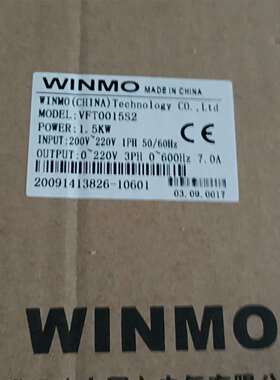 WINMO MADE IN CHINA
WINMO(CHINA)Technology CO.,Ltd
MODEL:VFT0015S2
POWER:1.5KW
CE
INPUT:200V~220V 1PH 50/60Hz
OUTPUT:0~220V 3PH 0~600Hz 7.0A
20091413826-10601
03.09.0017
WINMO